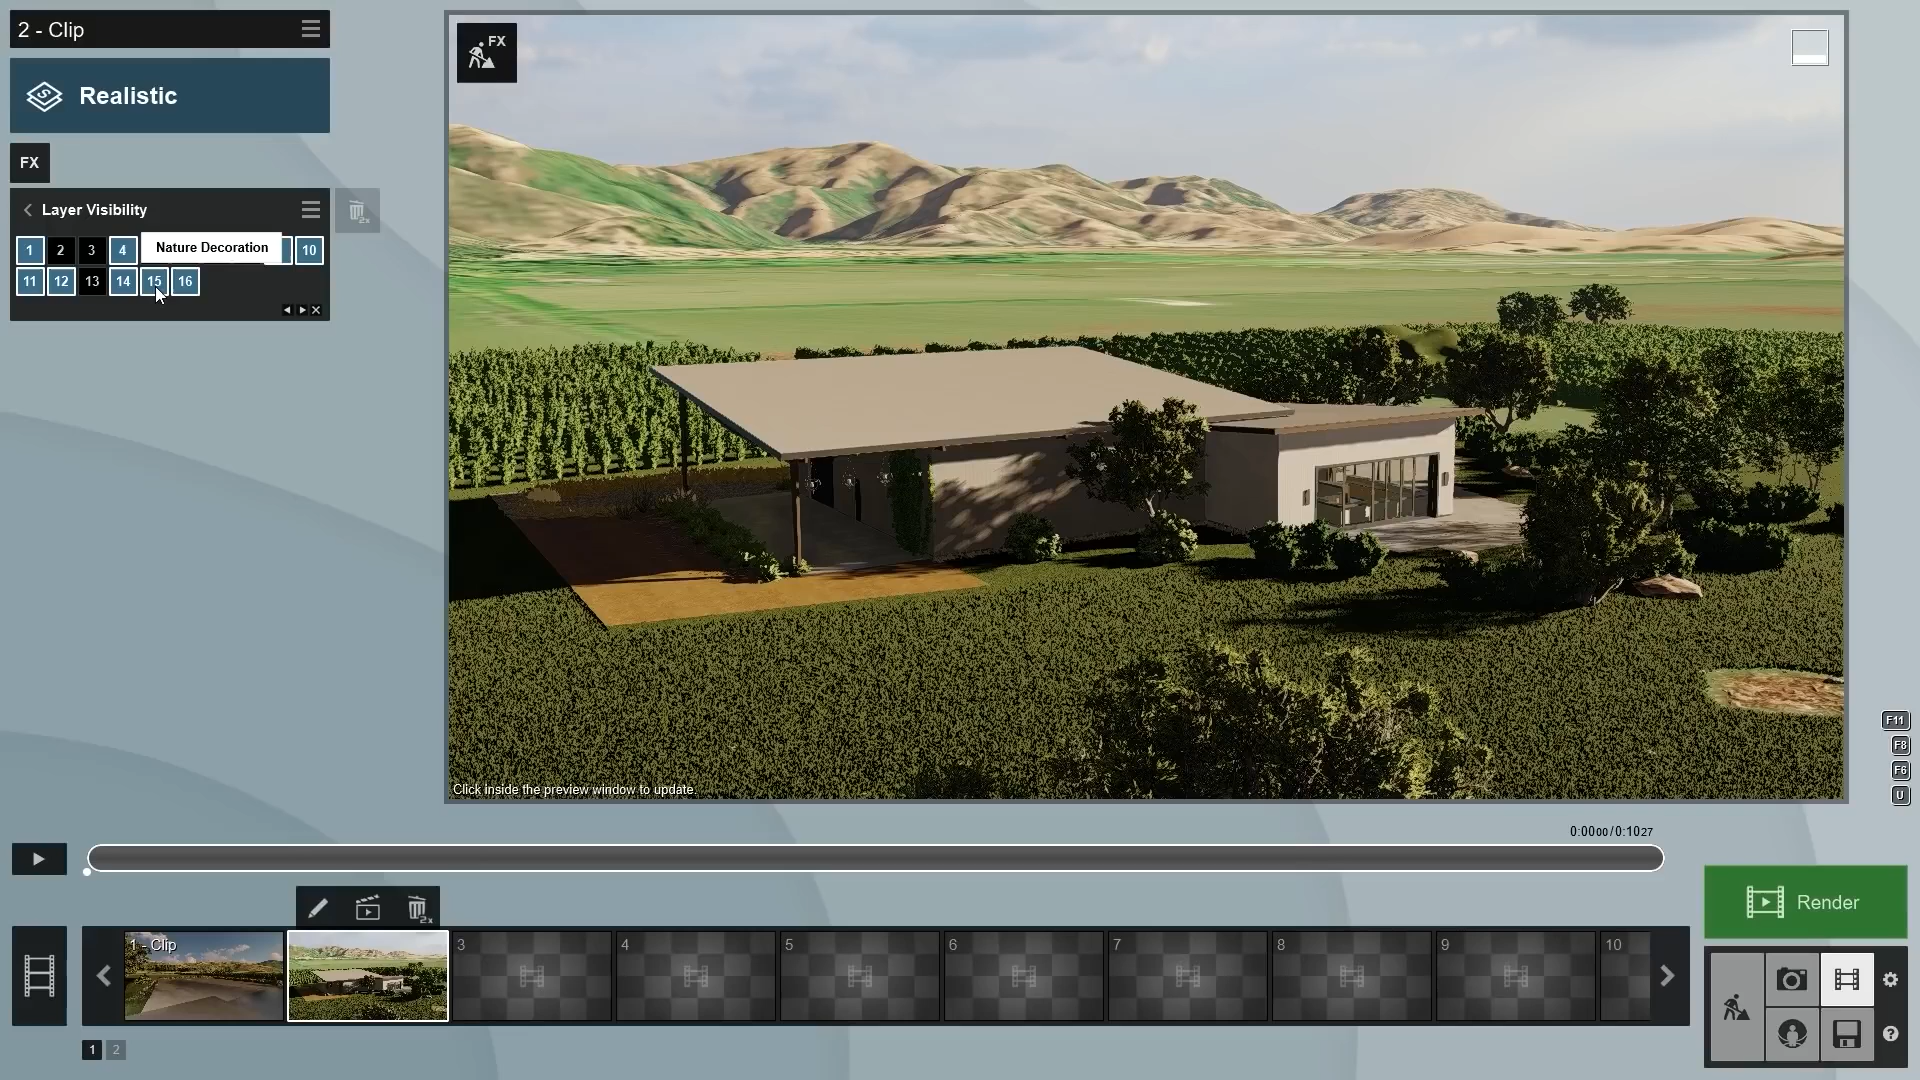 2 - Clip
Realistic
FX
Layer Visibility
1 2 3 4 Nature Decoration 10
11 12 13 14 15 16
FX
Click inside the preview window to update.
F11
F8
F6
U
0:0000/0:1027
Render
2x
2x
1 - Clip
3 4 5 6 7 8 9 10
1 2